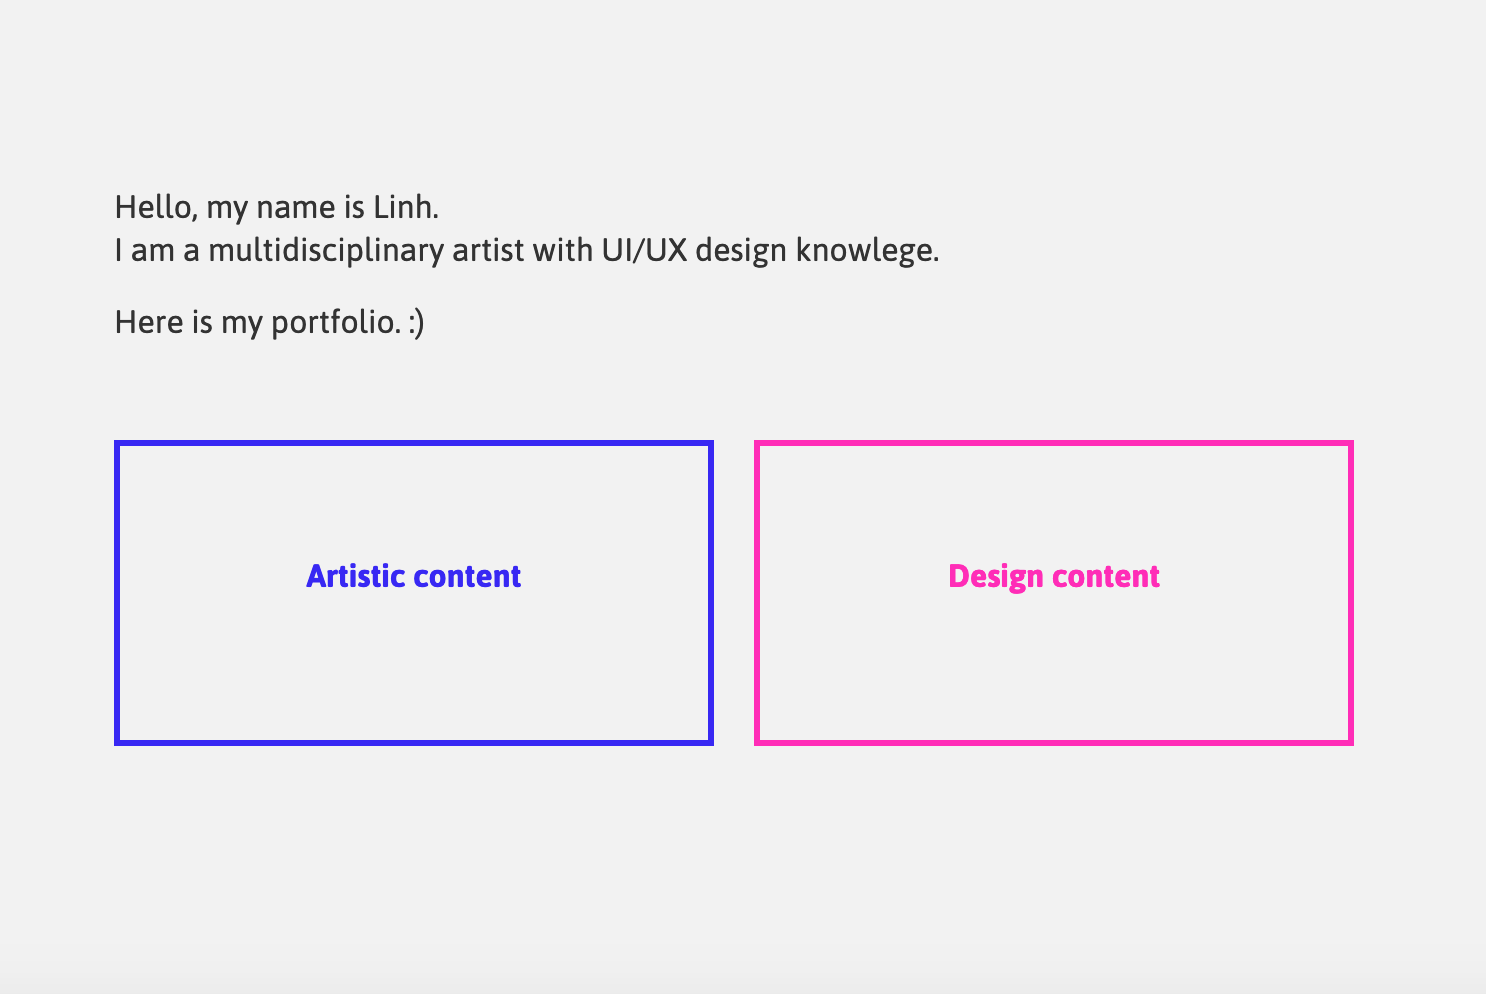 Hello, my name is Linh.
I am a multidisciplinary artist with UI/UX design knowlege.
Here is my portfolio. :)
Artistic content
Design content